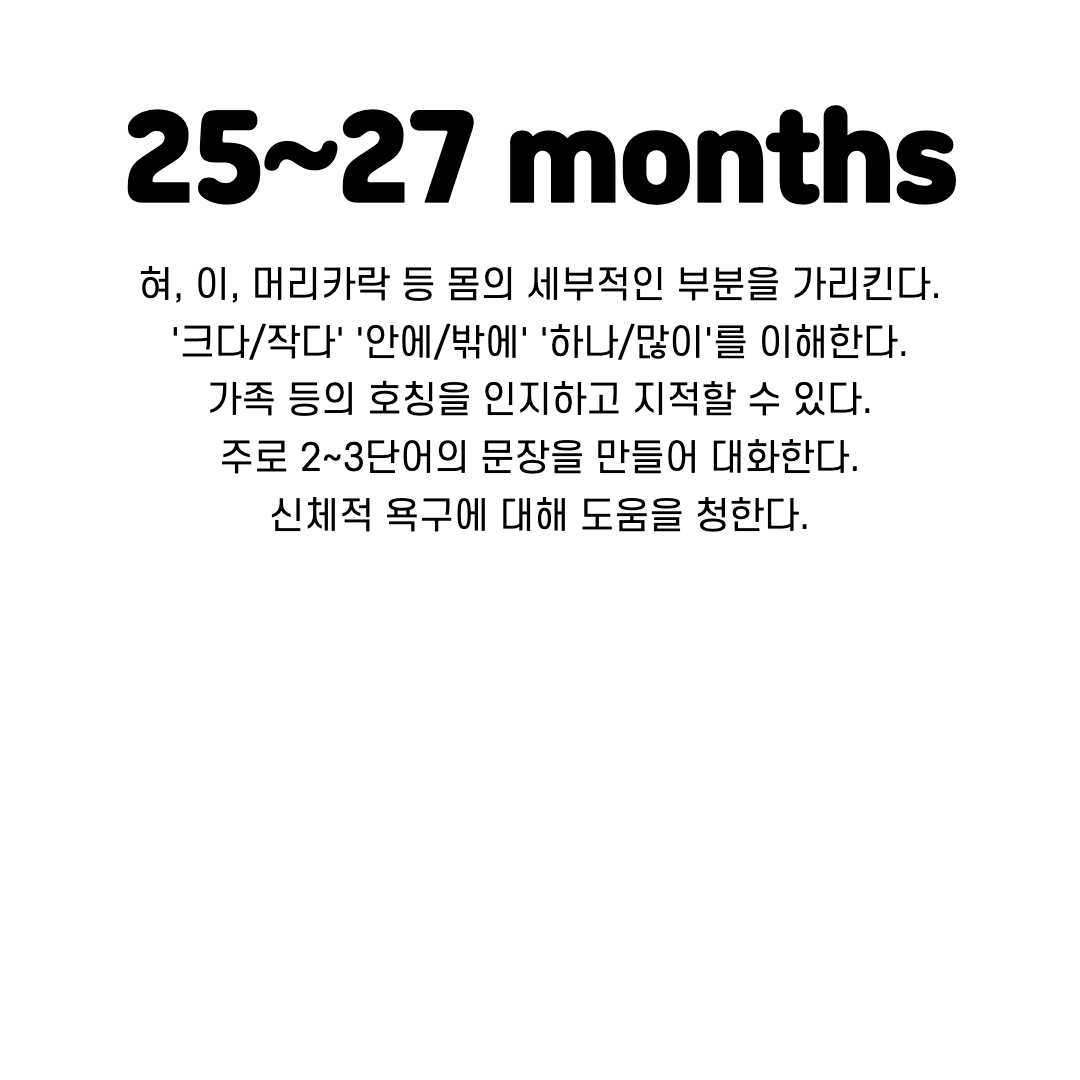 25~27 months
혀, 이, 머리카락 등 몸의 세부적인 부분을 가리킨다.
'크다/작다' '안에/밖에' '하나/많이'를 이해한다.
가족 등의 호칭을 인지하고 지적할 수 있다.
주로 2~3단어의 문장을 만들어 대화한다.
신체적 욕구에 대해 도움을 청한다.